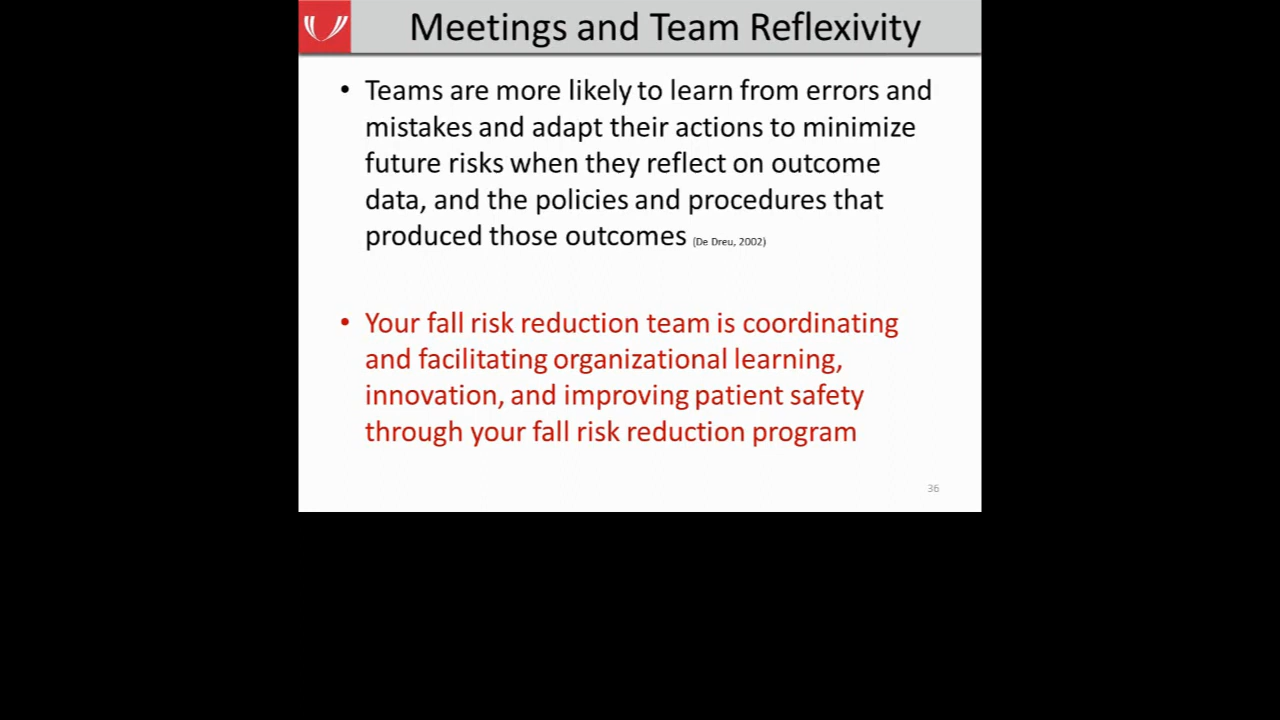 Meetings and Team Reflexivity
• Teams are more likely to learn from errors and
mistakes and adapt their actions to minimize
future risks when they reflect on outcome
data, and the policies and procedures that
produced those outcomes (De Dreu, 2002)
• Your fall risk reduction team is coordinating
and facilitating organizational learning,
innovation, and improving patient safety
through your fall risk reduction program
36